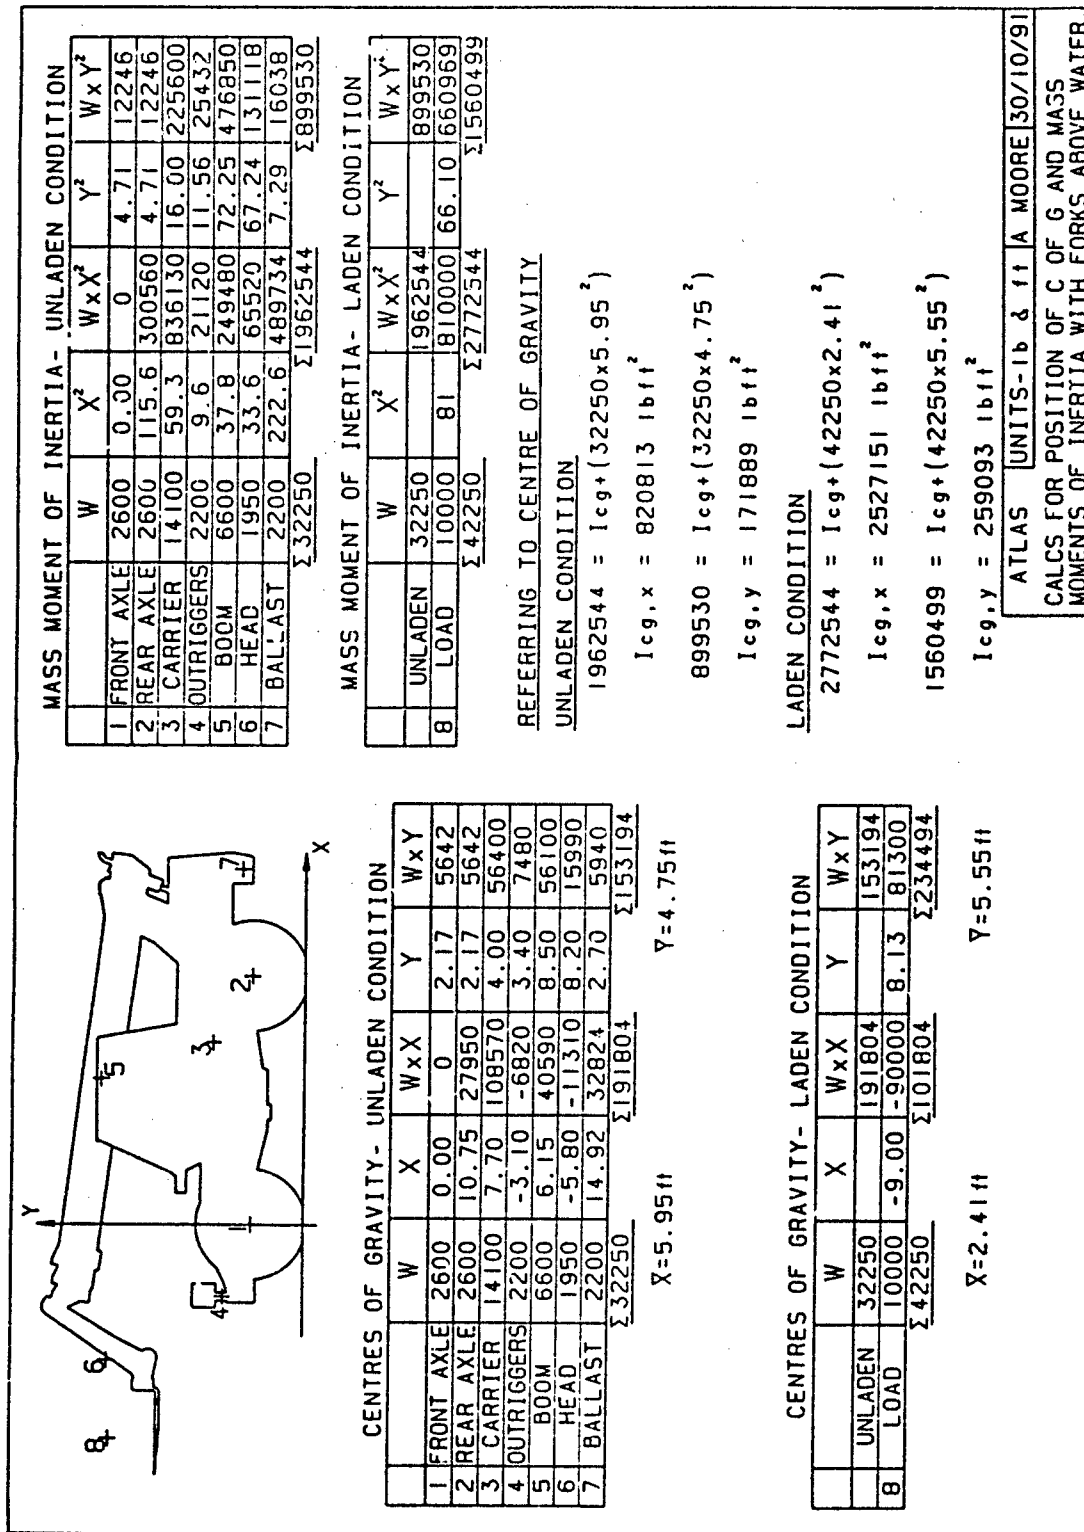 Y
X
8
6
5
4
1
3
2
7
CENTRES OF GRAVITY- UNLADEN CONDITION
W X WxX Y WxY
1 FRONT AXLE 2600 0.00 0 2.17 5642
2 REAR AXLE 2600 10.75 27950 2.17 5642
3 CARRIER 14100 7.70 108570 4.00 56400
4 OUTRIGGERS 2200 -3.10 -6820 3.40 7480
5 BOOM 6600 6.15 40590 8.50 56100
6 HEAD 1950 -5.80 -11310 8.20 15990
7 BALLAST 2200 14.92 32824 2.70 5940
Σ32250 Σ191804 Σ153194
X̄=5.95ft Ȳ=4.75ft
CENTRES OF GRAVITY- LADEN CONDITION
W X WxX Y WxY
UNLADEN 32250 191804 153194
8 LOAD 10000 -9.00 -90000 8.13 81300
Σ42250 Σ101804 Σ234494
X̄=2.41ft Ȳ=5.55ft
MASS MOMENT OF INERTIA- UNLADEN CONDITION
W X² WxX² Y² WxY²
1 FRONT AXLE 2600 0.00 0 4.71 12246
2 REAR AXLE 2600 115.6 300560 4.71 12246
3 CARRIER 14100 59.3 836130 16.00 225600
4 OUTRIGGERS 2200 9.6 21120 11.56 25432
5 BOOM 6600 37.8 249480 72.25 476850
6 HEAD 1950 33.6 65520 67.24 131118
7 BALLAST 2200 222.6 489734 7.29 16038
Σ32250 Σ1962544 Σ899530
MASS MOMENT OF INERTIA- LADEN CONDITION
W X² WxX² Y² WxY²
UNLADEN 32250 1962544 899530
8 LOAD 10000 81 810000 66.10 660969
Σ42250 Σ2772544 Σ1560499
REFERRING TO CENTRE OF GRAVITY
UNLADEN CONDITION
1962544 = Icg+(32250x5.95²)
Icg,x = 820813 lbft²
899530 = Icg+(32250x4.75²)
Icg,y = 171889 lbft²
LADEN CONDITION
2772544 = Icg+(42250x2.41²)
Icg,x = 2527151 lbft²
1560499 = Icg+(42250x5.55²)
Icg,y = 259093 lbft²
ATLAS UNITS-lb & ft A MOORE 30/10/91
CALCS FOR POSITION OF C OF G AND MASS
MOMENTS OF INERTIA WITH FORKS ABOVE WATER